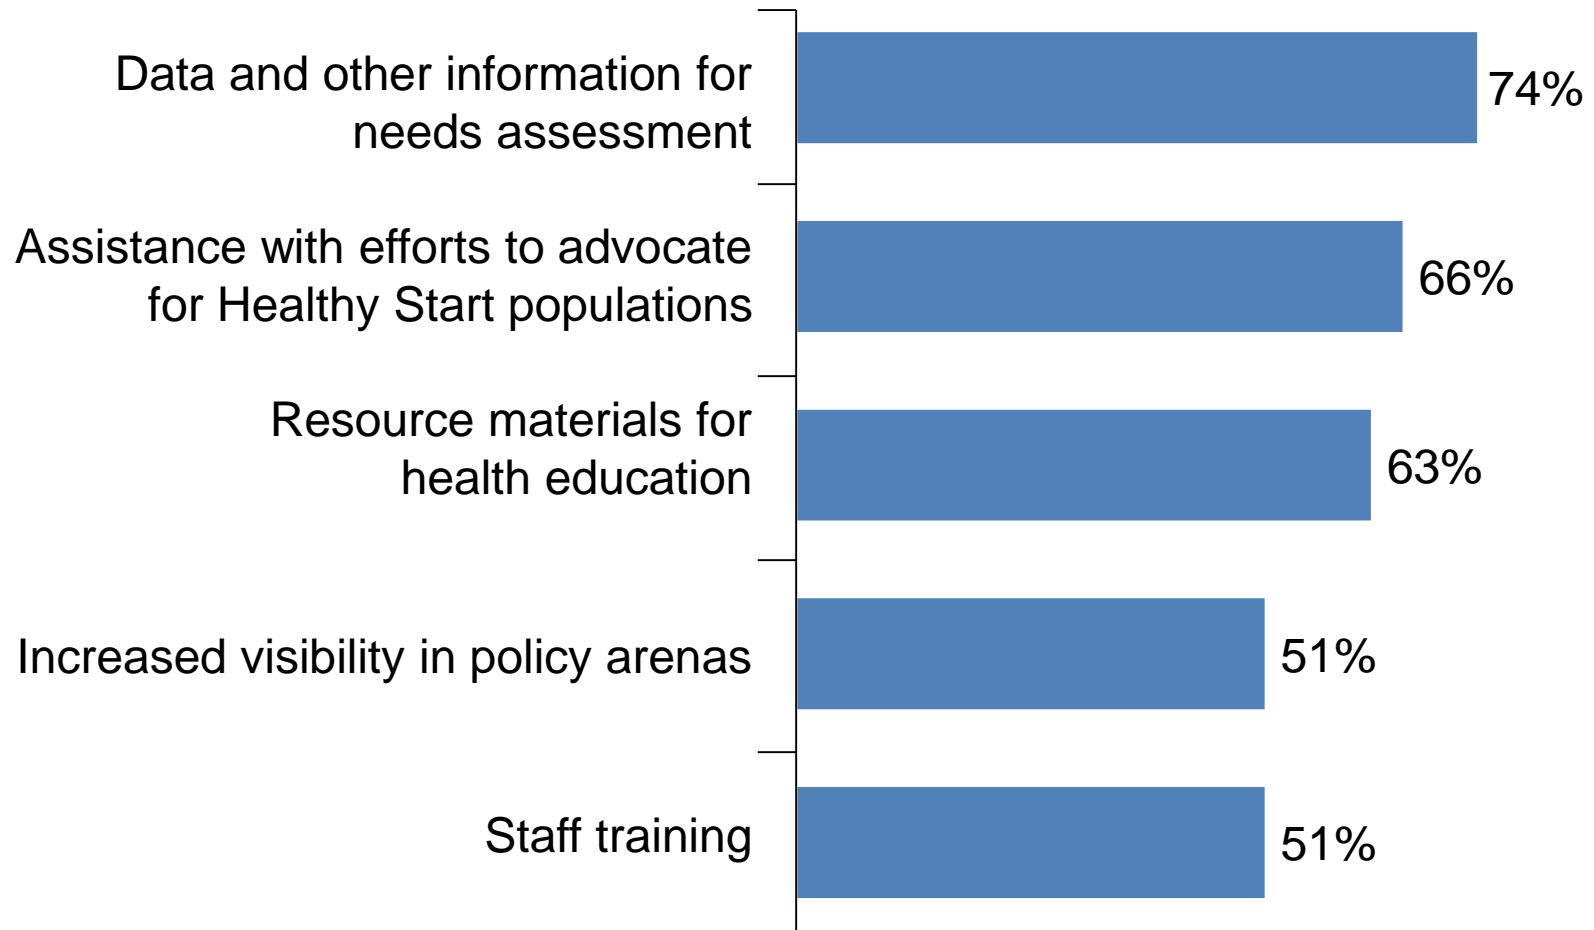 Data and other information for
needs assessment
74%
Assistance with efforts to advocate
for Healthy Start populations
66%
Resource materials for
health education
63%
Increased visibility in policy arenas
51%
Staff training
51%